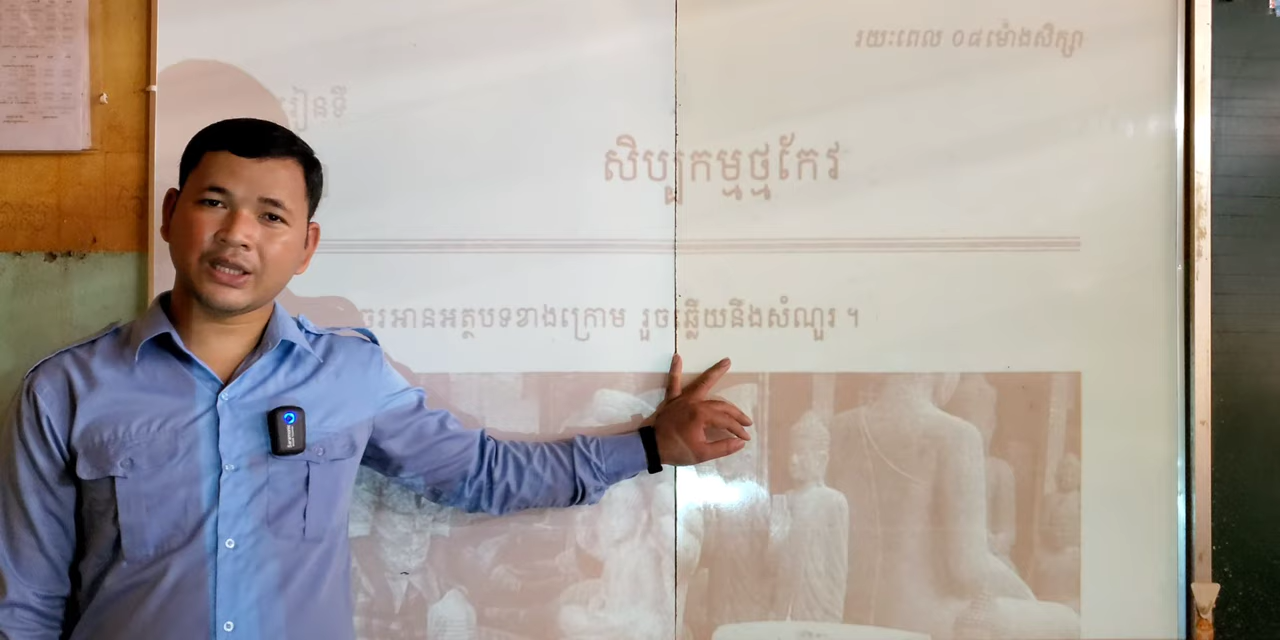 រយៈពេល ០៨ម៉ោងសិក្សា
រៀនទី
សិប្បកម្មថ្មកែវ
ចូរអានអត្ថបទខាងក្រោម រួចឆ្លើយនឹងសំណួរ ។